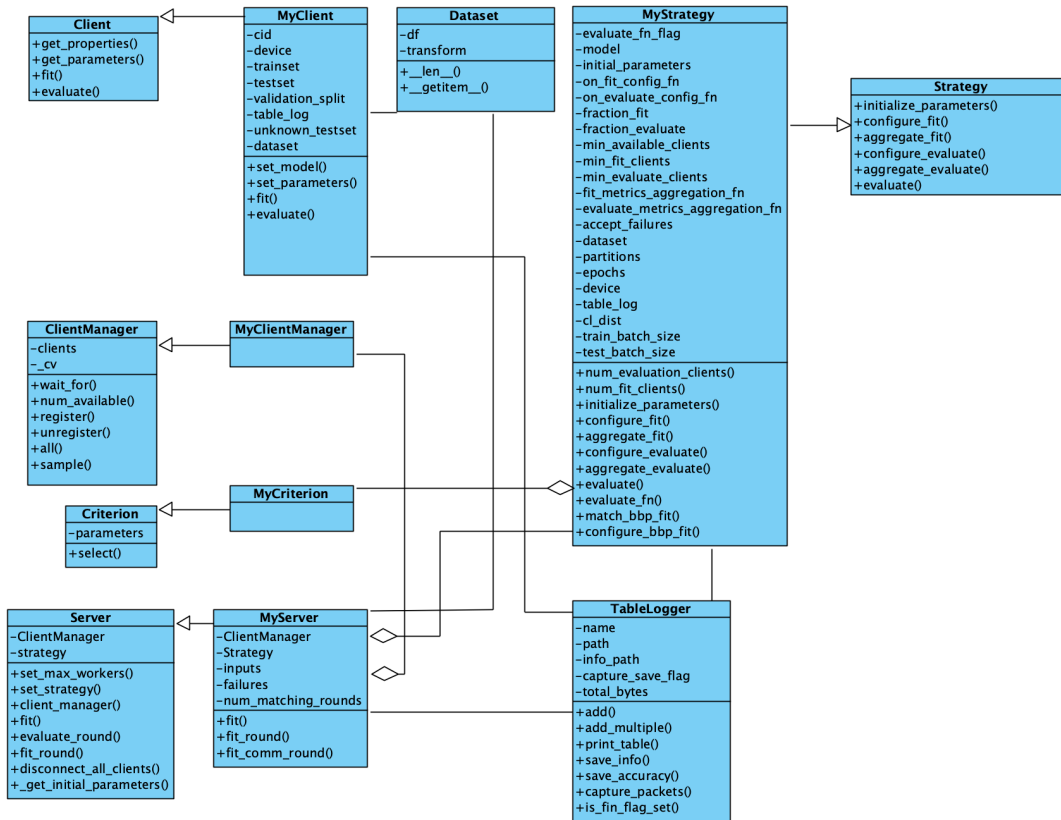 Client
+get_properties()
+get_parameters()
+fit()
+evaluate()
MyClient
-cid
-device
-trainset
-testset
-validation_split
-table_log
-unknown_testset
-dataset
+set_model()
+set_parameters()
+fit()
+evaluate()
Dataset
-df
-transform
+__len__()
+__getitem__()
MyStrategy
-evaluate_fn_flag
-model
-initial_parameters
-on_fit_config_fn
-on_evaluate_config_fn
-fraction_fit
-fraction_evaluate
-min_available_clients
-min_fit_clients
-min_evaluate_clients
-fit_metrics_aggregation_fn
-evaluate_metrics_aggregation_fn
-accept_failures
-dataset
-partitions
-epochs
-device
-table_log
-cl_dist
-train_batch_size
-test_batch_size
+num_evaluation_clients()
+num_fit_clients()
+initialize_parameters()
+configure_fit()
+aggregate_fit()
+configure_evaluate()
+aggregate_evaluate()
+evaluate()
+evaluate_fn()
+match_bbp_fit()
+configure_bbp_fit()
Strategy
+initialize_parameters()
+configure_fit()
+aggregate_fit()
+configure_evaluate()
+aggregate_evaluate()
+evaluate()
ClientManager
-clients
-_cv
+wait_for()
+num_available()
+register()
+unregister()
+all()
+sample()
MyClientManager
Criterion
-parameters
+select()
MyCriterion
Server
-ClientManager
-strategy
+set_max_workers()
+set_strategy()
+client_manager()
+fit()
+evaluate_round()
+fit_round()
+disconnect_all_clients()
+_get_initial_parameters()
MyServer
-ClientManager
-Strategy
-inputs
-failures
-num_matching_rounds
+fit()
+fit_round()
+fit_comm_round()
TableLogger
-name
-path
-info_path
-capture_save_flag
-total_bytes
+add()
+add_multiple()
+print_table()
+save_info()
+save_accuracy()
+capture_packets()
+is_fin_flag_set()